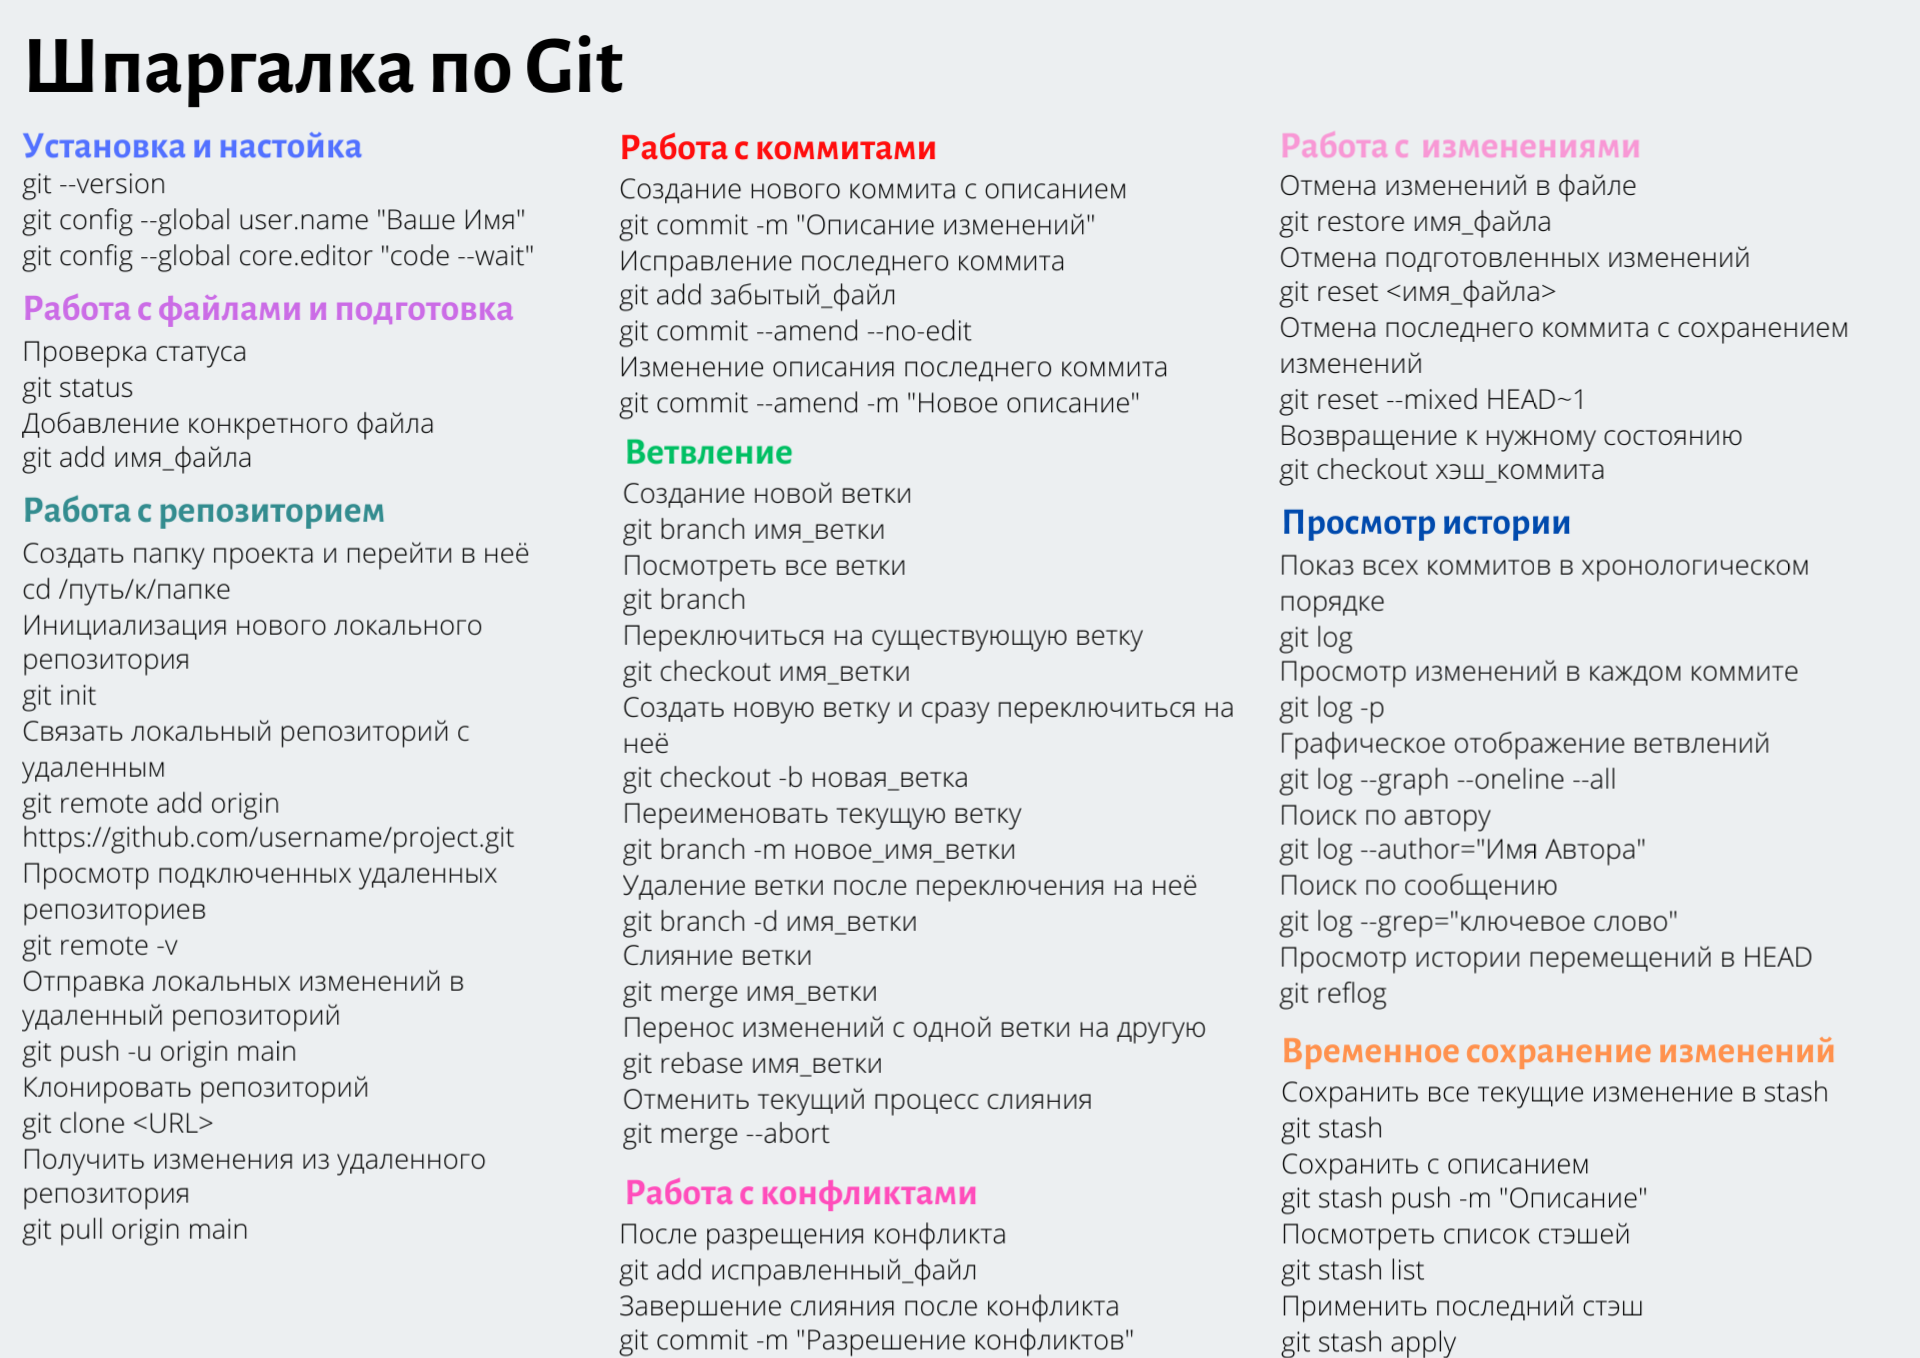 Шпаргалка по Git
Установка и настойка
git --version
git config --global user.name "Ваше Имя"
git config --global core.editor "code --wait"
Работа с файлами и подготовка
Проверка статуса
git status
Добавление конкретного файла
git add имя_файла
Работа с репозиторием
Создать папку проекта и перейти в неё
cd /путь/к/папке
Инициализация нового локального
репозитория
git init
Связать локальный репозиторий с
удаленным
git remote add origin
https://github.com/username/project.git
Просмотр подключенных удаленных
репозиториев
git remote -v
Отправка локальных изменений в
удаленный репозиторий
git push -u origin main
Клонировать репозиторий
git clone <URL>
Получить изменения из удаленного
репозитория
git pull origin main
Работа с коммитами
Создание нового коммита с описанием
git commit -m "Описание изменений"
Исправление последнего коммита
git add забытый_файл
git commit --amend --no-edit
Изменение описания последнего коммита
git commit --amend -m "Новое описание"
Ветвление
Создание новой ветки
git branch имя_ветки
Посмотреть все ветки
git branch
Переключиться на существующую ветку
git checkout имя_ветки
Создать новую ветку и сразу переключиться на
неё
git checkout -b новая_ветка
Переименовать текущую ветку
git branch -m новое_имя_ветки
Удаление ветки после переключения на неё
git branch -d имя_ветки
Слияние ветки
git merge имя_ветки
Перенос изменений с одной ветки на другую
git rebase имя_ветки
Отменить текущий процесс слияния
git merge --abort
Работа с конфликтами
После разрещения конфликта
git add исправленный_файл
Завершение слияния после конфликта
git commit -m "Разрешение конфликтов"
Работа с изменениями
Отмена изменений в файле
git restore имя_файла
Отмена подготовленных изменений
git reset <имя_файла>
Отмена последнего коммита с сохранением
изменений
git reset --mixed HEAD~1
Возвращение к нужному состоянию
git checkout хэш_коммита
Просмотр истории
Показ всех коммитов в хронологическом
порядке
git log
Просмотр изменений в каждом коммите
git log -p
Графическое отображение ветвлений
git log --graph --oneline --all
Поиск по автору
git log --author="Имя Автора"
Поиск по сообщению
git log --grep="ключевое слово"
Просмотр истории перемещений в HEAD
git reflog
Временное сохранение изменений
Сохранить все текущие изменение в stash
git stash
Сохранить с описанием
git stash push -m "Описание"
Посмотреть список стэшей
git stash list
Применить последний стэш
git stash apply